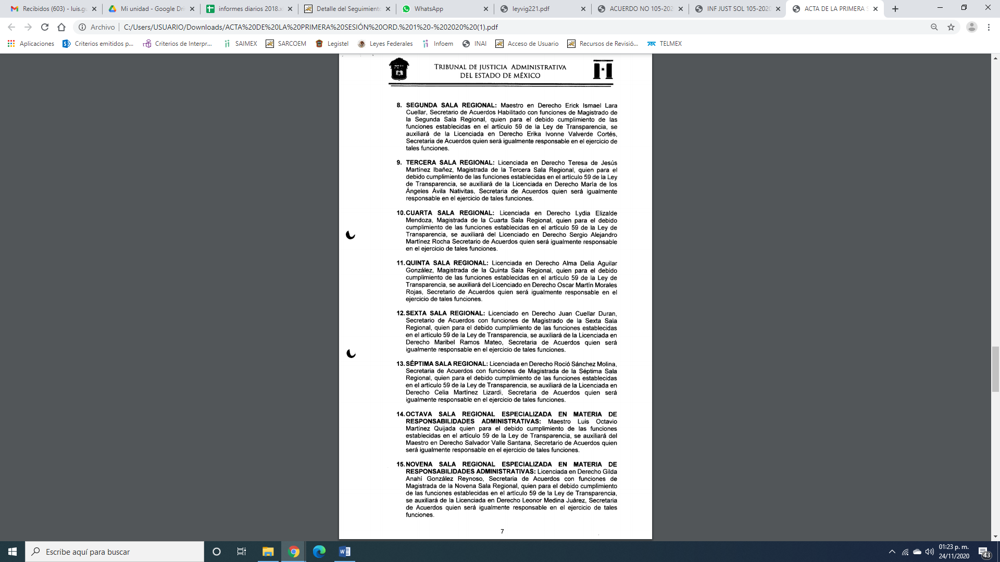 Recibidos (603) - luis.gu
Mi unidad - Google Dri
informes diarios 2018.x
Detalle del Seguimiento
WhatsApp
leyvig221.pdf
ACUERDO NO 105-202
INF JUST SOL 105-2020
ACTA DE LA PRIMERA S
Archivo | C:/Users/USUARIO/Downloads/ACTA%20DE%20LA%20PRIMERA%20SESIÓN%20ORD.%201%20-%202020%20(1).pdf
Aplicaciones
Criterios emitidos p...
Criterios de Interpr...
SAIMEX
SARCOEM
Legistel
Leyes Federales
Infoem
INAI
Acceso de Usuario
Recursos de Revisió...
TELMEX
TRIBUNAL DE JUSTICIA ADMINISTRATIVA
DEL ESTADO DE MÉXICO
8. SEGUNDA SALA REGIONAL: Maestro en Derecho Erick Ismael Lara
Cuellar, Secretario de Acuerdos Habilitado con funciones de Magistrado de
la Segunda Sala Regional, quien para el debido cumplimiento de las
funciones establecidas en el artículo 59 de la Ley de Transparencia, se
auxiliará de la Licenciada en Derecho Erika Ivonne Valverde Cortés,
Secretaria de Acuerdos quien será igualmente responsable en el ejercicio de
tales funciones.
9. TERCERA SALA REGIONAL: Licenciada en Derecho Teresa de Jesús
Martínez Ibañez, Magistrada de la Tercera Sala Regional, quien para el
debido cumplimiento de las funciones establecidas en el artículo 59 de la Ley
de Transparencia, se auxiliará de la Licenciada en Derecho María de los
Ángeles Ávila Nativitas, Secretaria de Acuerdos quien será igualmente
responsable en el ejercicio de tales funciones.
10. CUARTA SALA REGIONAL: Licenciada en Derecho Lydia Elizalde
Mendoza, Magistrada de la Cuarta Sala Regional, quien para el debido
cumplimiento de las funciones establecidas en el artículo 59 de la Ley de
Transparencia, se auxiliará del Licenciado en Derecho Sergio Alejandro
Martínez Rocha Secretario de Acuerdos quien será igualmente responsable
en el ejercicio de tales funciones.
11. QUINTA SALA REGIONAL: Licenciada en Derecho Alma Delia Aguilar
González, Magistrada de la Quinta Sala Regional, quien para el debido
cumplimiento de las funciones establecidas en el artículo 59 de la Ley de
Transparencia, se auxiliará del Licenciado en Derecho Oscar Martín Morales
Rojas, Secretario de Acuerdos quien será igualmente responsable en el
ejercicio de tales funciones.
12. SEXTA SALA REGIONAL: Licenciado en Derecho Juan Cuellar Duran,
Secretario de Acuerdos con funciones de Magistrado de la Sexta Sala
Regional, quien para el debido cumplimiento de las funciones establecidas
en el artículo 59 de la Ley de Transparencia, se auxiliará de la Licenciada en
Derecho Maribel Ramos Mateo, Secretaria de Acuerdos quien será
igualmente responsable en el ejercicio de tales funciones.
13. SÉPTIMA SALA REGIONAL: Licenciada en Derecho Roció Sánchez Molina,
Secretaria de Acuerdos con funciones de Magistrada de la Séptima Sala
Regional, quien para el debido cumplimiento de las funciones establecidas
en el artículo 59 de la Ley de Transparencia, se auxiliará de la Licenciada en
Derecho Celia Martínez Lizardi, Secretaria de Acuerdos quien será
igualmente responsable en el ejercicio de tales funciones.
14. OCTAVA SALA REGIONAL ESPECIALIZADA EN MATERIA DE
RESPONSABILIDADES ADMINISTRATIVAS: Maestro Luis Octavio
Martínez Quijada quien para el debido cumplimiento de las funciones
establecidas en el artículo 59 de la Ley de Transparencia, se auxiliará del
Maestro en Derecho Salvador Valle Santana, Secretario de Acuerdos quien
será igualmente responsable en el ejercicio de tales funciones.
15. NOVENA SALA REGIONAL ESPECIALIZADA EN MATERIA DE
RESPONSABILIDADES ADMINISTRATIVAS: Licenciada en Derecho Gilda
Anahí González Reynoso, Secretaria de Acuerdos con funciones de
Magistrada de la Novena Sala Regional, quien para el debido cumplimiento
de las funciones establecidas en el artículo 59 de la Ley de Transparencia,
se auxiliará de la Licenciada en Derecho Leonor Medina Juárez, Secretaria
de Acuerdos quien será igualmente responsable en el ejercicio de tales
funciones.
7
Escribe aquí para buscar
01:23 p. m.
24/11/2020
43